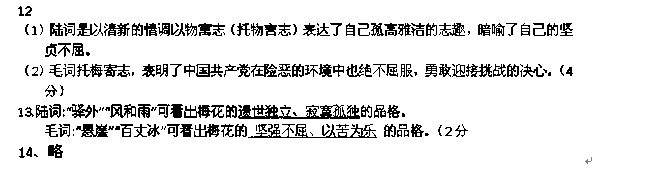 12
（1）陆词是以清新的情调以物寓志（托物言志）表达了自己孤高雅洁的志趣，暗喻了自己的坚
贞不屈。
（2）毛词托梅寄志，表明了中国共产党在险恶的环境中也绝不屈服，勇敢迎接挑战的决心。（4
分）
13.陆词:“驿外”“风和雨”可看出梅花的遗世独立、寂寞孤独的品格。
毛词:“悬崖”“百丈冰”可看出梅花的 坚强不屈、以苦为乐 的品格。（2分
14、略